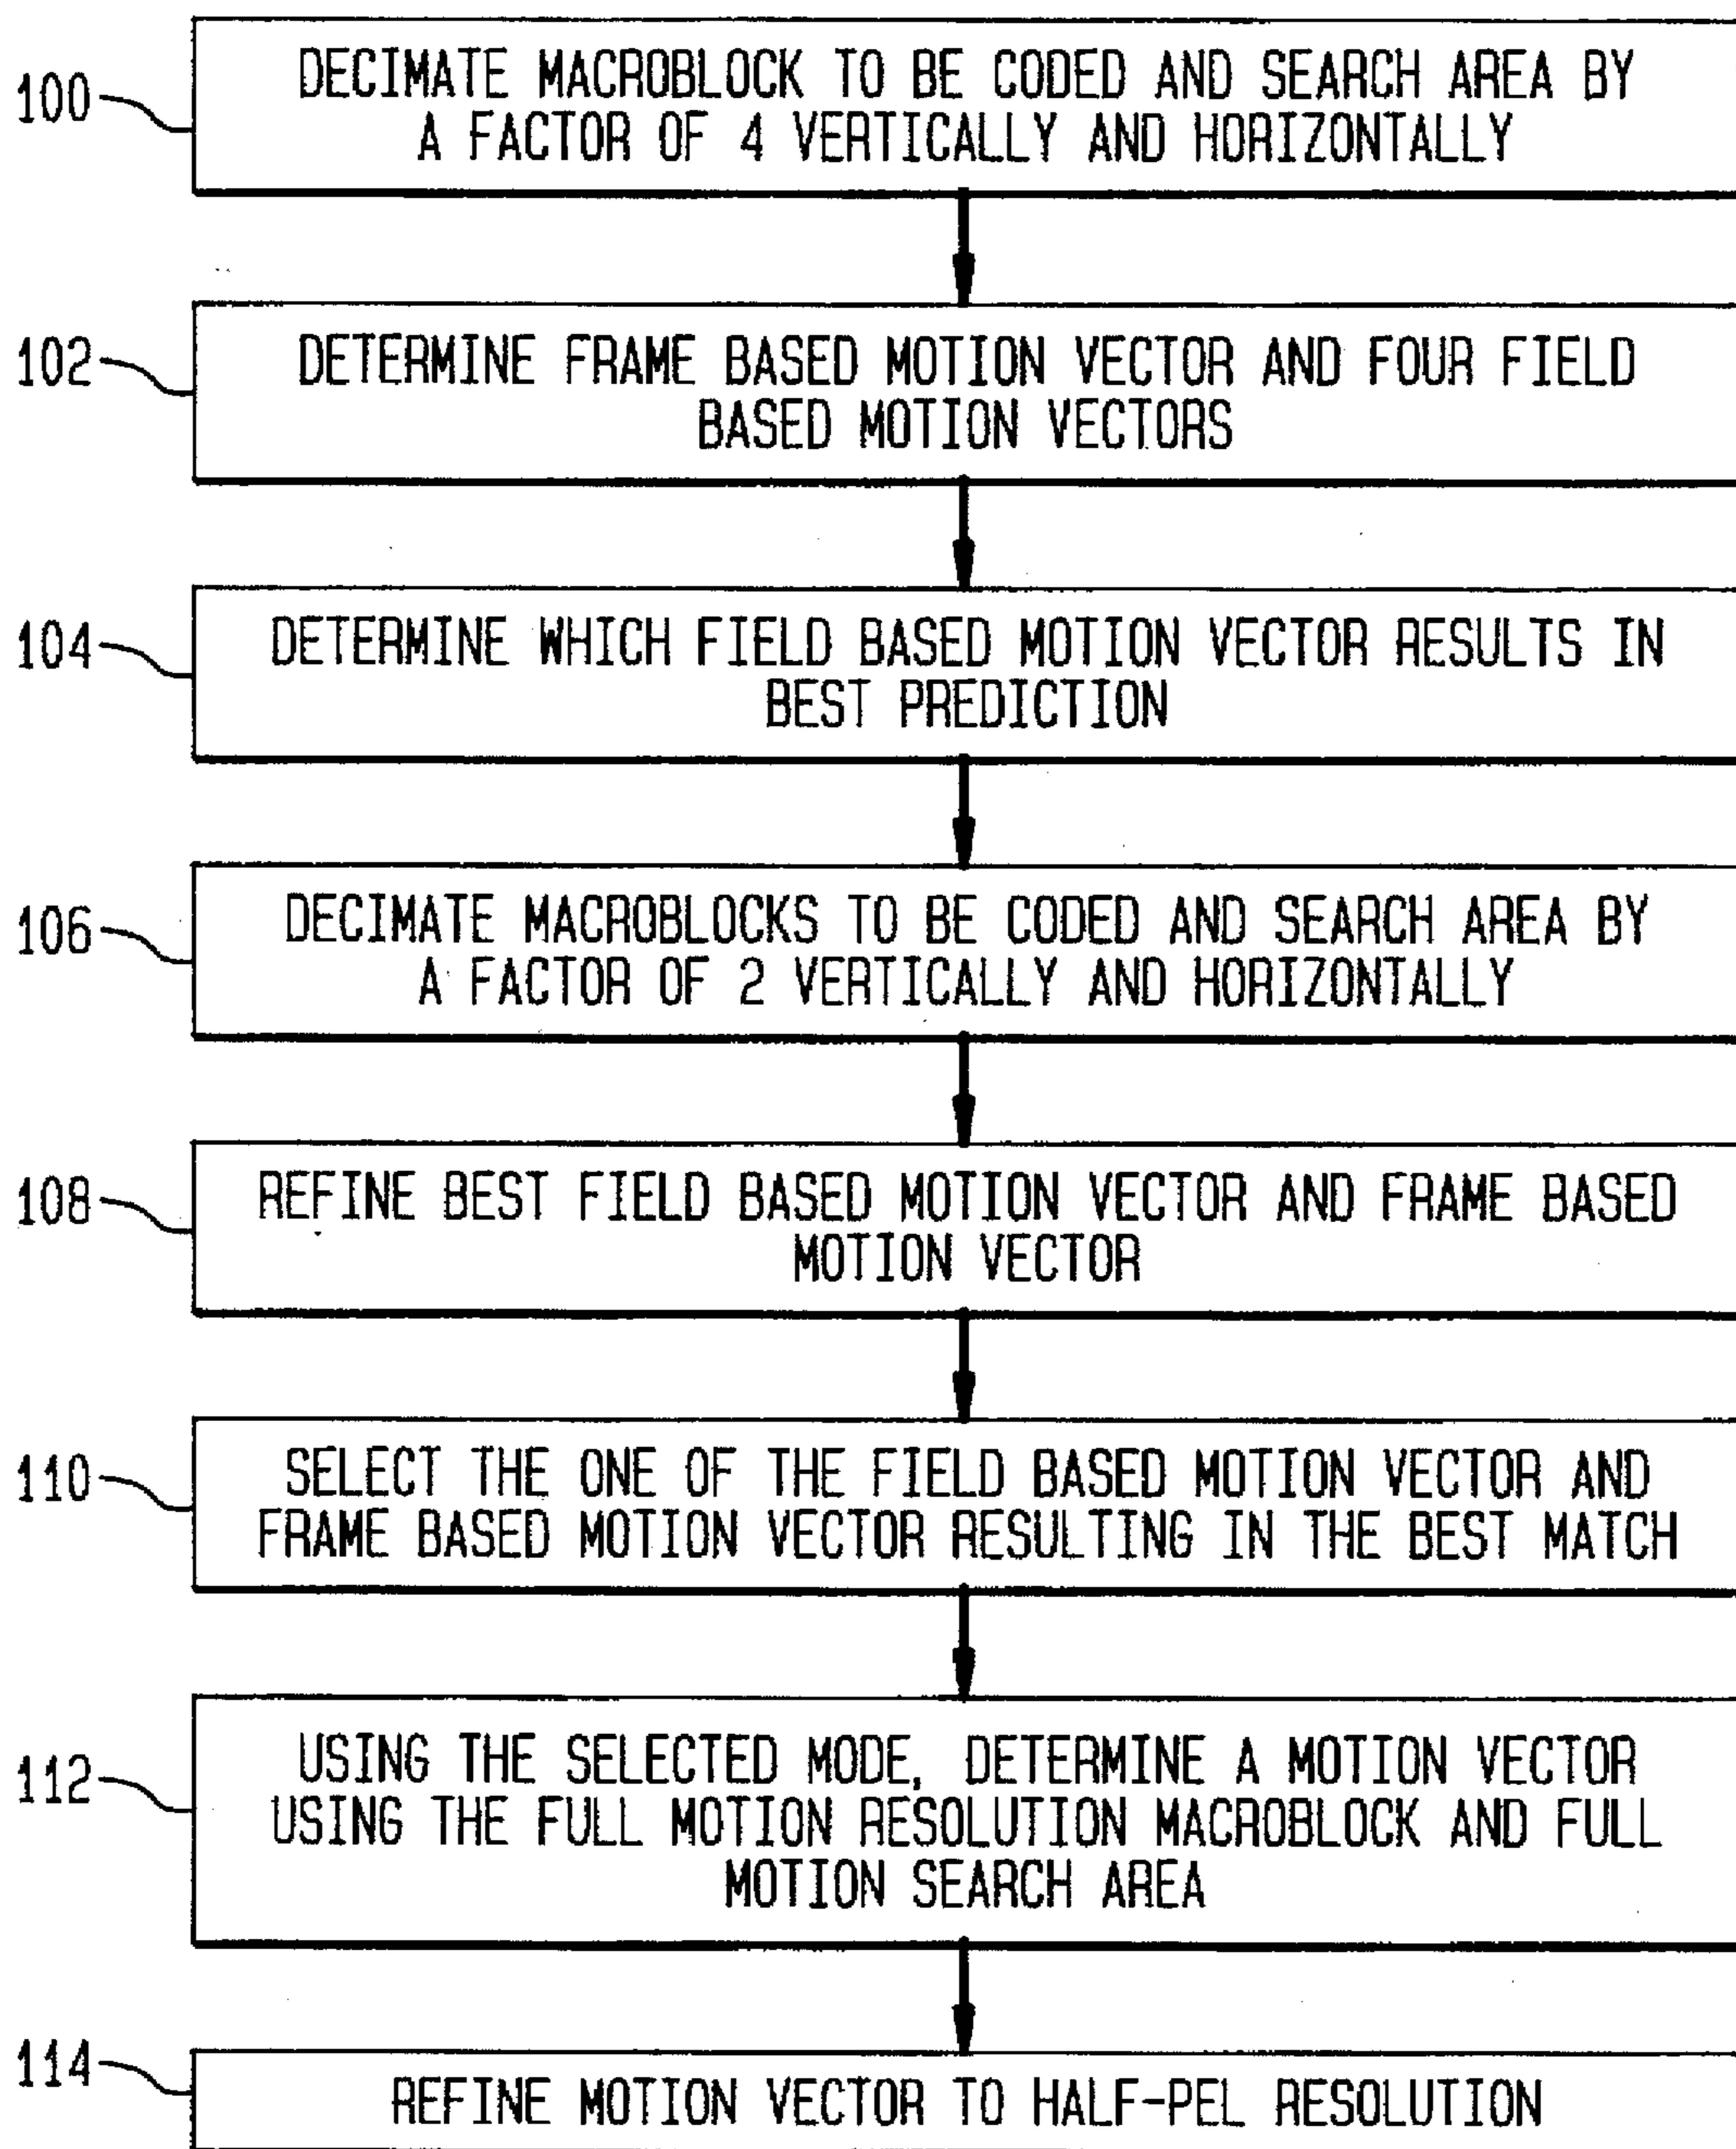 100
DECIMATE MACROBLOCK TO BE CODED AND SEARCH AREA BY
A FACTOR OF 4 VERTICALLY AND HORIZONTALLY
102
DETERMINE FRAME BASED MOTION VECTOR AND FOUR FIELD
BASED MOTION VECTORS
104
DETERMINE WHICH FIELD BASED MOTION VECTOR RESULTS IN
BEST PREDICTION
106
DECIMATE MACROBLOCKS TO BE CODED AND SEARCH AREA BY
A FACTOR OF 2 VERTICALLY AND HORIZONTALLY
108
REFINE BEST FIELD BASED MOTION VECTOR AND FRAME BASED
MOTION VECTOR
110
SELECT THE ONE OF THE FIELD BASED MOTION VECTOR AND
FRAME BASED MOTION VECTOR RESULTING IN THE BEST MATCH
112
USING THE SELECTED MODE, DETERMINE A MOTION VECTOR
USING THE FULL MOTION RESOLUTION MACROBLOCK AND FULL
MOTION SEARCH AREA
114
REFINE MOTION VECTOR TO HALF-PEL RESOLUTION